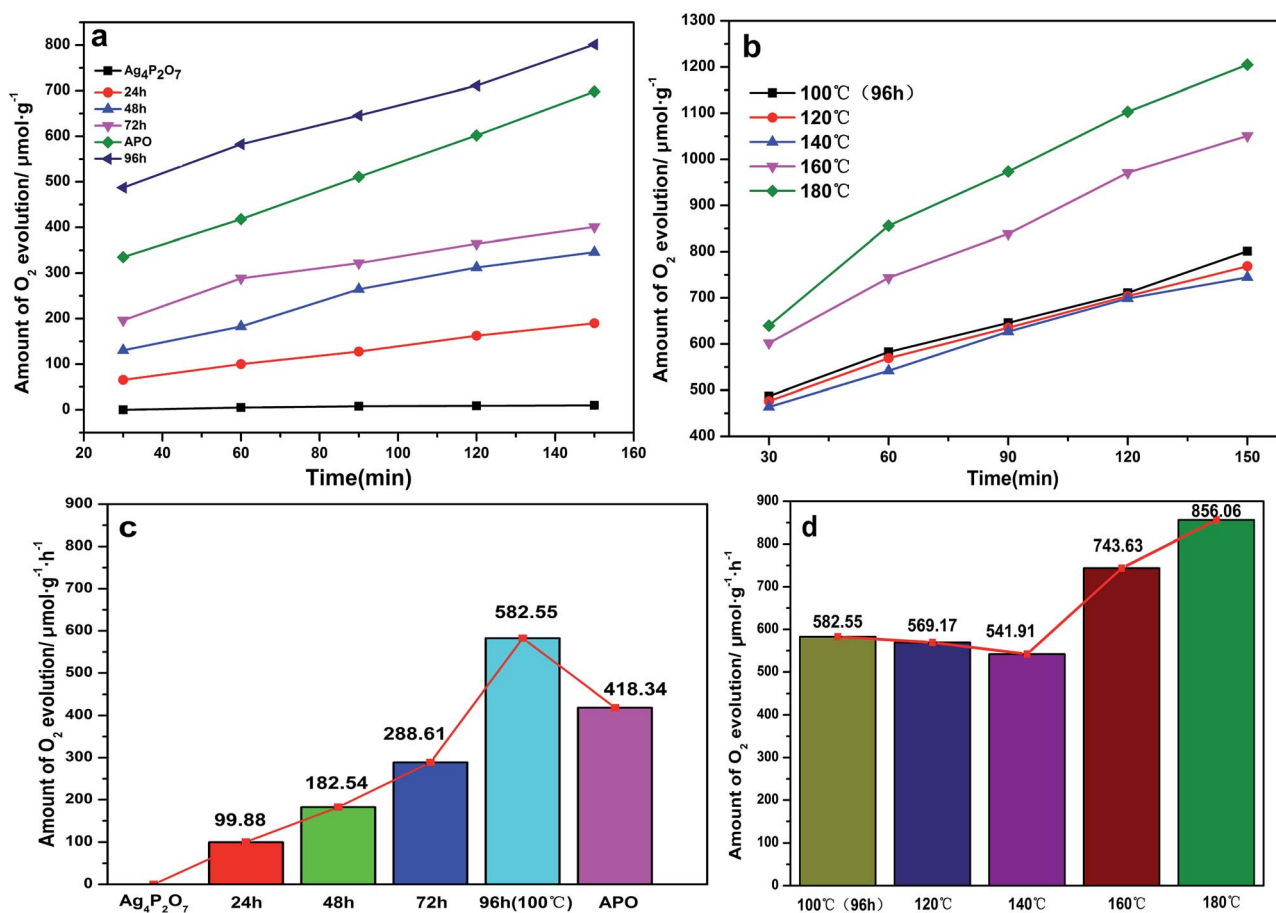 a
Amount of O₂ evolution/ μmol·g⁻¹
800
700
600
500
400
300
200
100
0
Ag₄P₂O₇
24h
48h
72h
APO
96h
20 40 60 80 100 120 140 160
Time(min)
b
Amount of O₂ evolution/ μmol·g⁻¹
1300
1200
1100
1000
900
800
700
600
500
400
100℃（96h）
120℃
140℃
160℃
180℃
30 60 90 120 150
Time(min)
c
Amount of O₂ evolution/ μmol·g⁻¹·h⁻¹
900
800
700
600
500
400
300
200
100
0
99.88
182.54
288.61
582.55
418.34
Ag₄P₂O₇ 24h 48h 72h 96h(100℃) APO
d
Amount of O₂ evolution/ μmol·g⁻¹·h⁻¹
900
800
700
600
500
400
300
200
100
0
582.55
569.17
541.91
743.63
856.06
100℃（96h） 120℃ 140℃ 160℃ 180℃